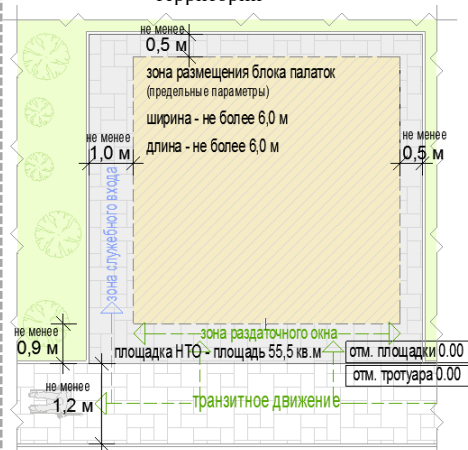 не менее
0,5 м
зона размещения блока палаток
(предельные параметры)
ширина - не более 6,0 м
длина - не более 6,0 м
не менее
1,0 м
не менее
0,5 м
зона служебного входа
не менее
0,9 м
зона раздаточного окна
площадка НТО - площадь 55,5 кв.м
отм. площадки 0.00
отм. тротуара 0.00
не менее
1,2 м
транзитное движение